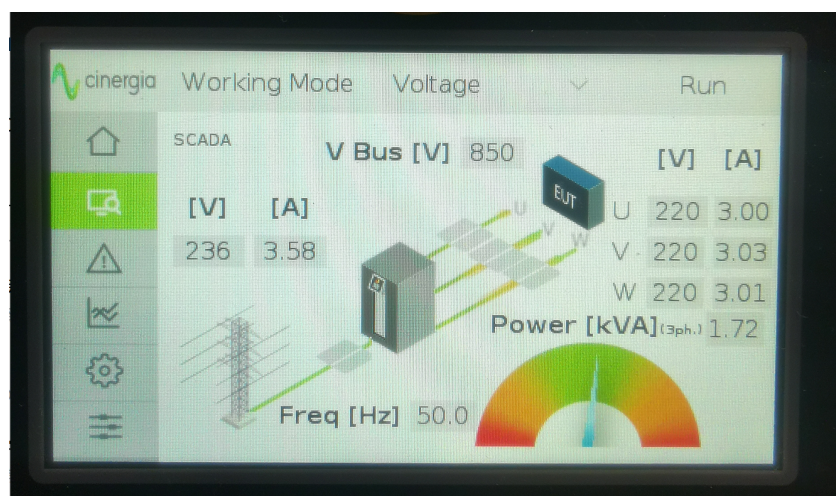 cinergia Working Mode Voltage Run
SCADA
V Bus [V] 850
[V] [A]
EUT
[V] [A]
236 3.58
U
V
W
U 220 3.00
V 220 3.03
W 220 3.01
Power [kVA](3ph.) 1.72
Freq [Hz] 50.0